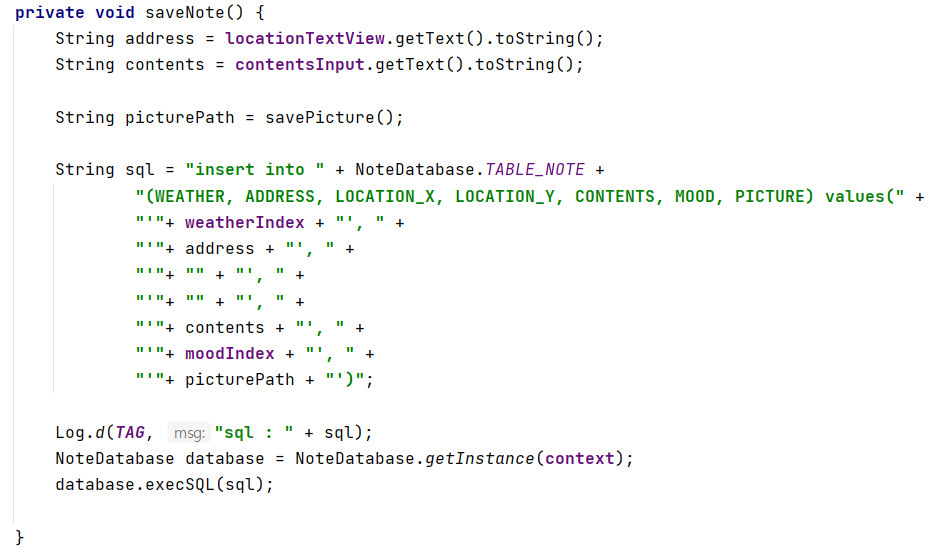 private void saveNote() {
String address = locationTextView.getText().toString();
String contents = contentsInput.getText().toString();
String picturePath = savePicture();
String sql = "insert into " + NoteDatabase.TABLE_NOTE +
"(WEATHER, ADDRESS, LOCATION_X, LOCATION_Y, CONTENTS, MOOD, PICTURE) values(" +
"'"+ weatherIndex + "', " +
"'"+ address + "', " +
"'"+ "" + "', " +
"'"+ "" + "', " +
"'"+ contents + "', " +
"'"+ moodIndex + "', " +
"'"+ picturePath + "')";
Log.d(TAG, msg: "sql : " + sql);
NoteDatabase database = NoteDatabase.getInstance(context);
database.execSQL(sql);
}